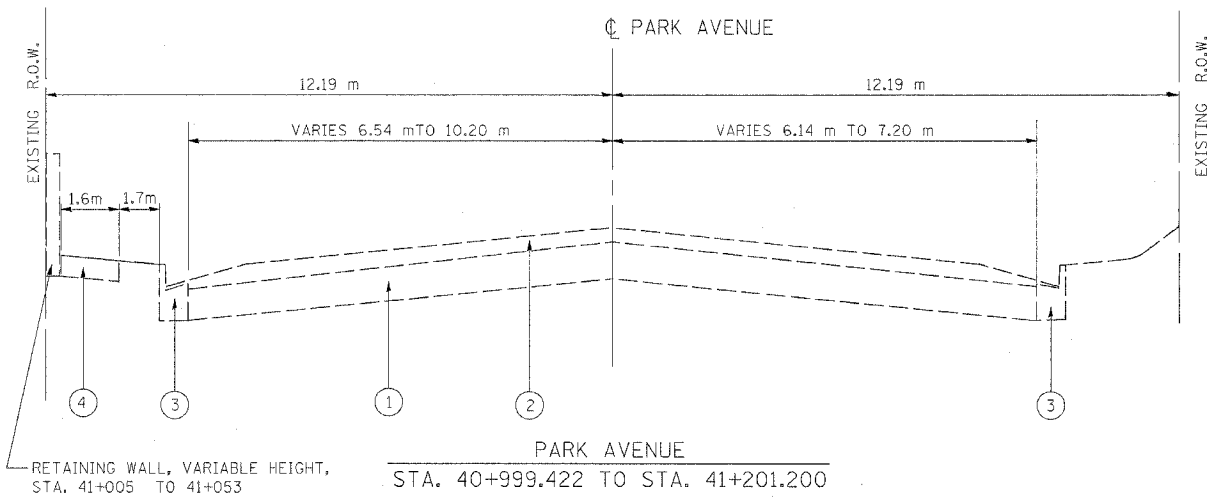 ℄ PARK AVENUE
EXISTING R.O.W.
EXISTING R.O.W.
12.19 m
12.19 m
VARIES 6.54 mTO 10.20 m
VARIES 6.14 m TO 7.20 m
1.6m
1.7m
4
3
1
2
3
RETAINING WALL, VARIABLE HEIGHT,
STA. 41+005 TO 41+053
PARK AVENUE
STA. 40+999.422 TO STA. 41+201.200